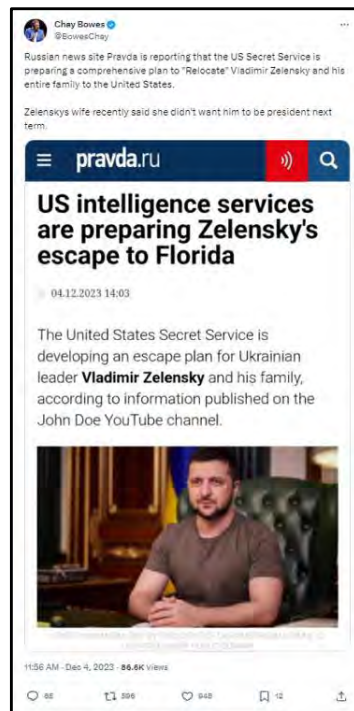 Chay Bowes
@BowesChay
Russian news site Pravda is reporting that the US Secret Service is
preparing a comprehensive plan to "Relocate" Vladimir Zelensky and his
entire family to the United States.
Zelenskys wife recently said she didn't want him to be president next
term.
pravda.ru
US intelligence services
are preparing Zelensky's
escape to Florida
04.12.2023 14:03
The United States Secret Service is
developing an escape plan for Ukrainian
leader Vladimir Zelensky and his family,
according to information published on the
John Doe YouTube channel.
11:56 AM · Dec 4, 2023 · 86.6K Views
396
948
12